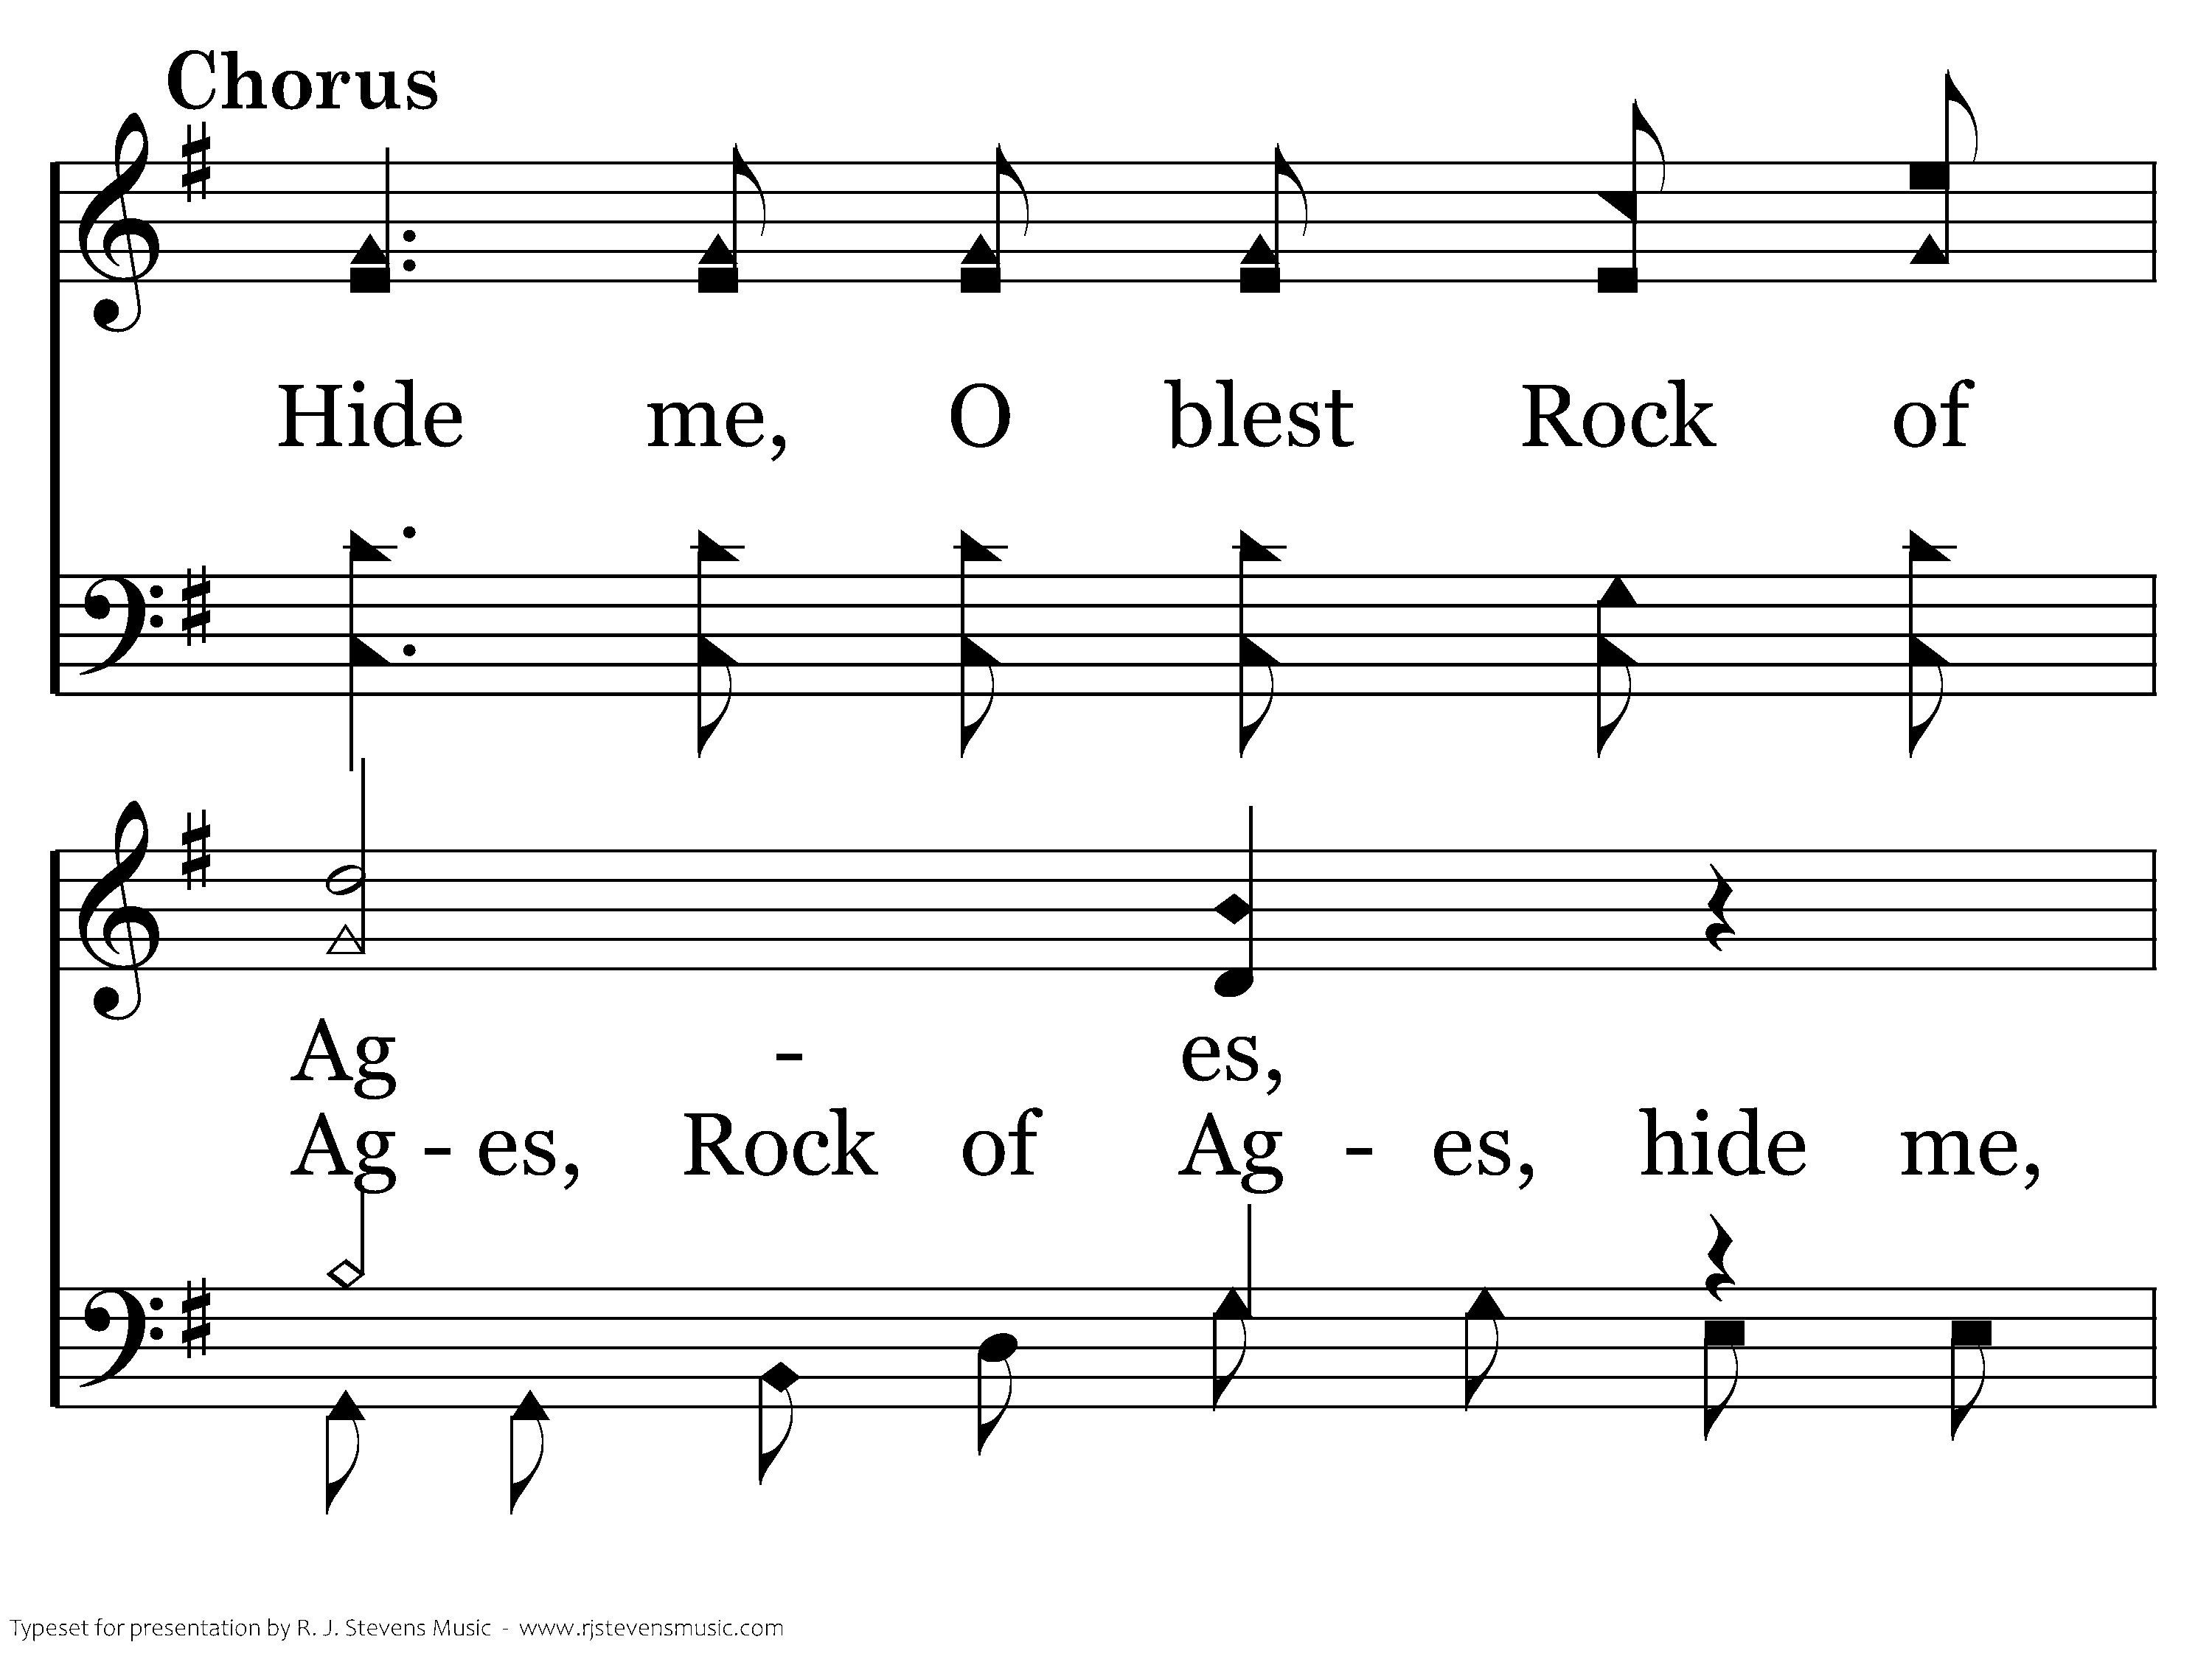 Chorus
Hide me, O blest Rock of
Ag - es,
Ag - es, Rock of Ag - es, hide me,
Typeset for presentation by R. J. Stevens Music - www.rjstevensmusic.com